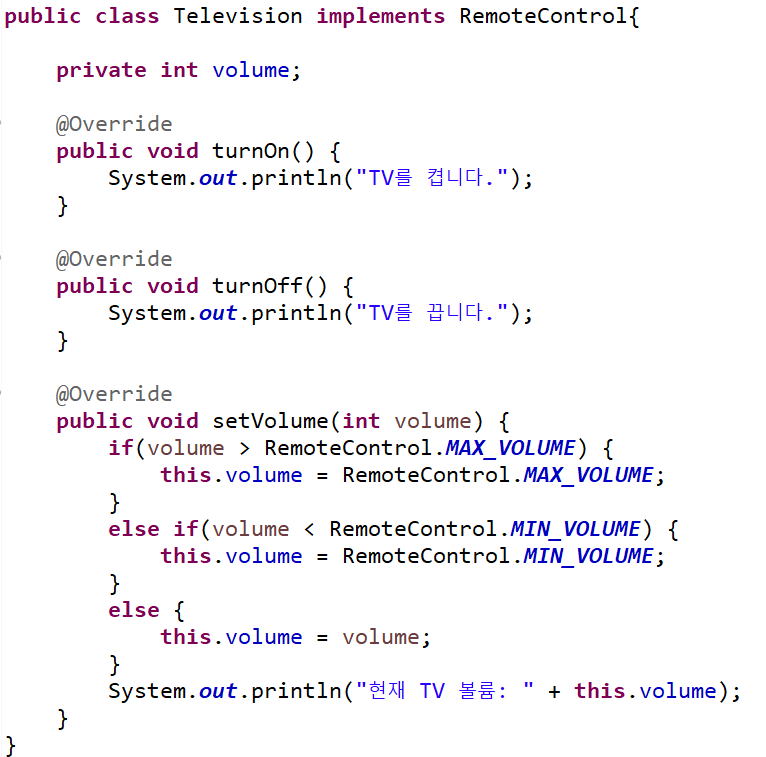 public class Television implements RemoteControl{
private int volume;
@Override
public void turnOn() {
System.out.println("TV를 켭니다.");
}
@Override
public void turnOff() {
System.out.println("TV를 끕니다.");
}
@Override
public void setVolume(int volume) {
if(volume > RemoteControl.MAX_VOLUME) {
this.volume = RemoteControl.MAX_VOLUME;
}
else if(volume < RemoteControl.MIN_VOLUME) {
this.volume = RemoteControl.MIN_VOLUME;
}
else {
this.volume = volume;
}
System.out.println("현재 TV 볼륨: " + this.volume);
}
}